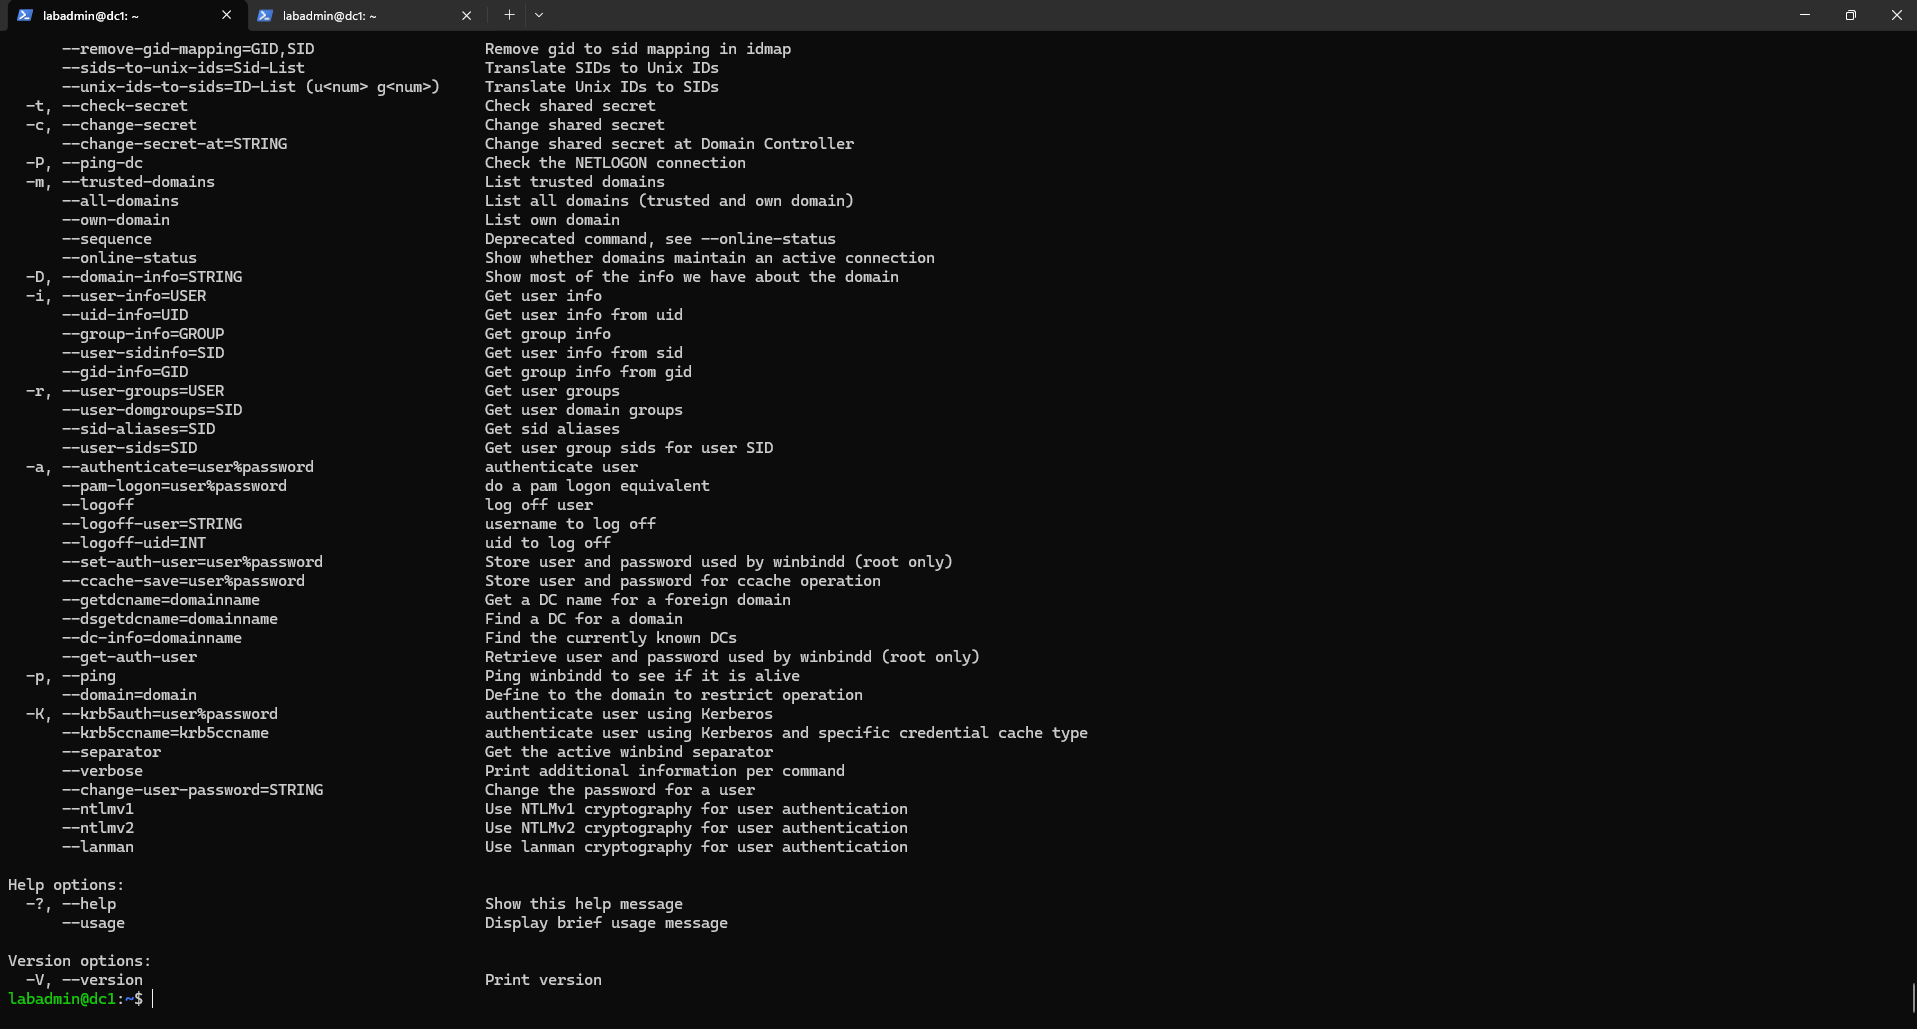 labadmin@dc1: ~
labadmin@dc1: ~
--remove-gid-mapping=GID,SID Remove gid to sid mapping in idmap
--sids-to-unix-ids=Sid-List Translate SIDs to Unix IDs
--unix-ids-to-sids=ID-List (u<num> g<num>) Translate Unix IDs to SIDs
-t, --check-secret Check shared secret
-c, --change-secret Change shared secret
--change-secret-at=STRING Change shared secret at Domain Controller
-P, --ping-dc Check the NETLOGON connection
-m, --trusted-domains List trusted domains
--all-domains List all domains (trusted and own domain)
--own-domain List own domain
--sequence Deprecated command, see --online-status
--online-status Show whether domains maintain an active connection
-D, --domain-info=STRING Show most of the info we have about the domain
-i, --user-info=USER Get user info
--uid-info=UID Get user info from uid
--group-info=GROUP Get group info
--user-sidinfo=SID Get user info from sid
--gid-info=GID Get group info from gid
-r, --user-groups=USER Get user groups
--user-domgroups=SID Get user domain groups
--sid-aliases=SID Get sid aliases
--user-sids=SID Get user group sids for user SID
-a, --authenticate=user%password authenticate user
--pam-logon=user%password do a pam logon equivalent
--logoff log off user
--logoff-user=STRING username to log off
--logoff-uid=INT uid to log off
--set-auth-user=user%password Store user and password used by winbindd (root only)
--ccache-save=user%password Store user and password for ccache operation
--getdcname=domainname Get a DC name for a foreign domain
--dsgetdcname=domainname Find a DC for a domain
--dc-info=domainname Find the currently known DCs
--get-auth-user Retrieve user and password used by winbindd (root only)
-p, --ping Ping winbindd to see if it is alive
--domain=domain Define to the domain to restrict operation
-K, --krb5auth=user%password authenticate user using Kerberos
--krb5ccname=krb5ccname authenticate user using Kerberos and specific credential cache type
--separator Get the active winbind separator
--verbose Print additional information per command
--change-user-password=STRING Change the password for a user
--ntlmv1 Use NTLMv1 cryptography for user authentication
--ntlmv2 Use NTLMv2 cryptography for user authentication
--lanman Use lanman cryptography for user authentication
Help options:
-?, --help Show this help message
--usage Display brief usage message
Version options:
-V, --version Print version
labadmin@dc1:~$